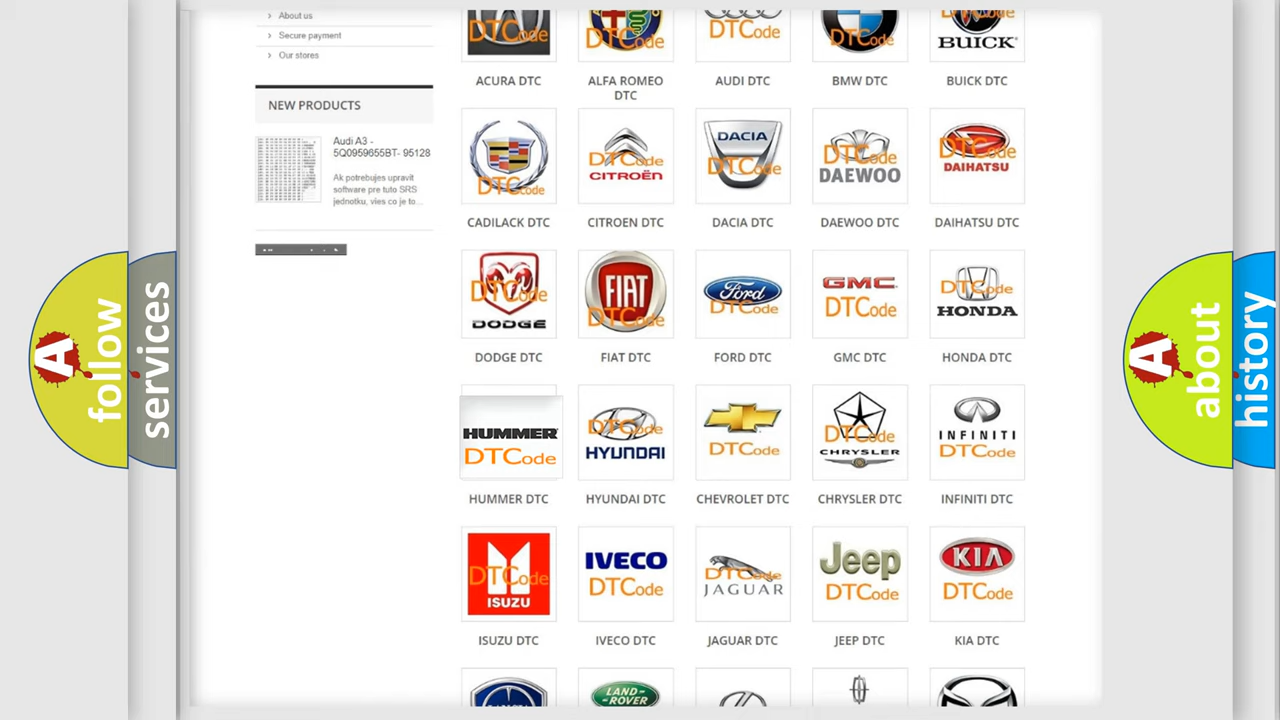 About us
Secure payment
Our stores
NEW PRODUCTS
Audi A3 -
5Q0959655BT- 95128
Ak potrebujes upravit
software pre tuto SRS
jednotku, vies co je to...
DTCode
DTCode
DTCode
DTCode
DTCode
BUICK
ACURA DTC
ALFA ROMEO
DTC
AUDI DTC
BMW DTC
BUICK DTC
DTCode
DTCode
CITROËN
DACIA
DTCode
DTCode
DAEWOO
DTCode
DAIHATSU
CADILACK DTC
CITROEN DTC
DACIA DTC
DAEWOO DTC
DAIHATSU DTC
DTCode
DODGE
FIAT
DTCode
Ford
DTCode
GMC
DTCode
DTCode
HONDA
DODGE DTC
FIAT DTC
FORD DTC
GMC DTC
HONDA DTC
HUMMER
DTCode
DTCode
HYUNDAI
DTCode
DTCode
CHRYSLER
INFINITI
DTCode
HUMMER DTC
HYUNDAI DTC
CHEVROLET DTC
CHRYSLER DTC
INFINITI DTC
DTCode
ISUZU
IVECO
DTCode
DTCode
JAGUAR
Jeep
DTCode
KIA
DTCode
ISUZU DTC
IVECO DTC
JAGUAR DTC
JEEP DTC
KIA DTC
LAND-
ROVER
A follow
services
A about
history